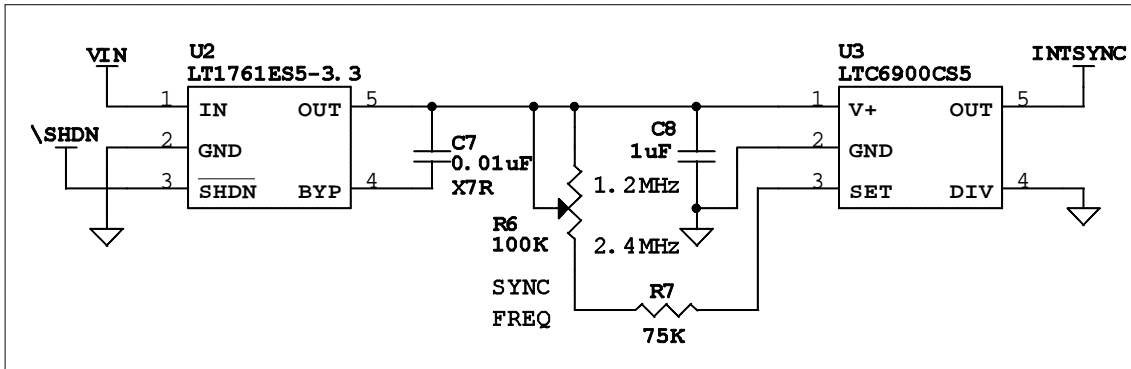 VIN
\SHDN
U2
LT1761ES5-3.3
1
IN
OUT
5
2
GND
3
SHDN
BYP
4
C7
0.01uF
X7R
R6
100K
1.2MHz
2.4MHz
SYNC
FREQ
C8
1uF
R7
75K
U3
LTC6900CS5
1
V+
OUT
5
2
GND
3
SET
DIV
4
INTSYNC